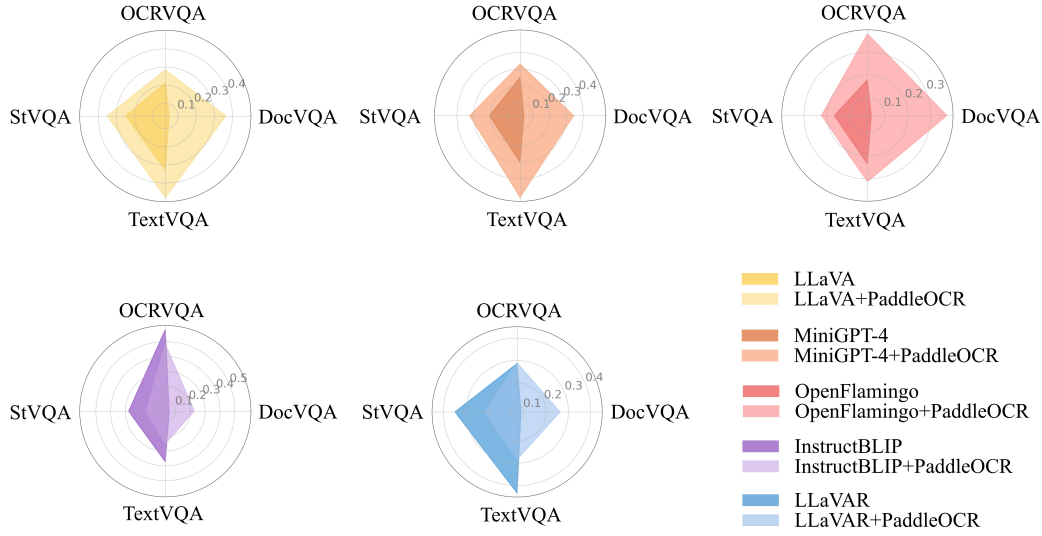 OCRVQA
StVQA
0.1
0.2
0.3
0.4
DocVQA
TextVQA
OCRVQA
StVQA
0.1
0.2
0.3
0.4
DocVQA
TextVQA
OCRVQA
StVQA
0.1
0.2
0.3
DocVQA
TextVQA
OCRVQA
StVQA
0.1
0.2
0.3
0.4
0.5
DocVQA
TextVQA
OCRVQA
StVQA
0.1
0.2
0.3
0.4
DocVQA
TextVQA
LLaVA
LLaVA+PaddleOCR
MiniGPT-4
MiniGPT-4+PaddleOCR
OpenFlamingo
OpenFlamingo+PaddleOCR
InstructBLIP
InstructBLIP+PaddleOCR
LLaVAR
LLaVAR+PaddleOCR